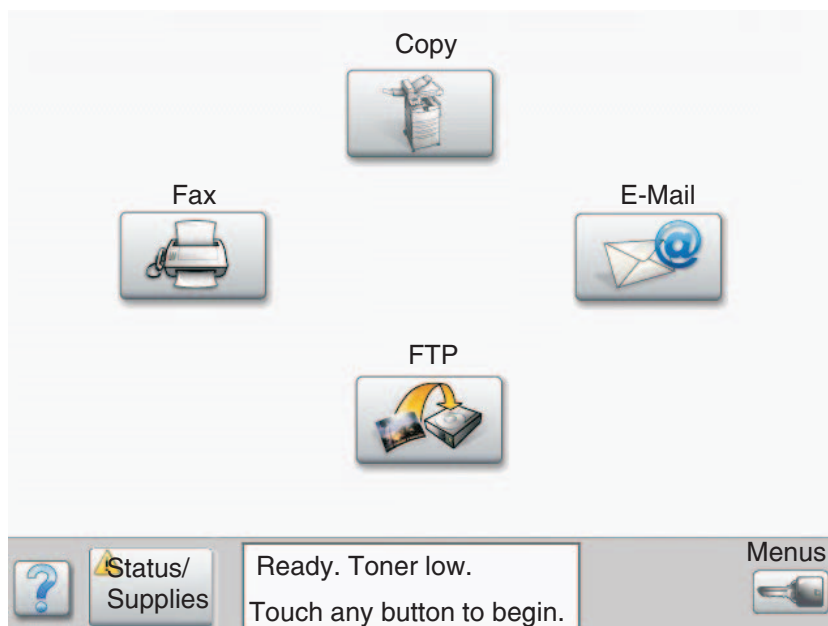 Copy
Fax
E-Mail
@
FTP
?
Status/
Supplies
Ready. Toner low.
Touch any button to begin.
Menus